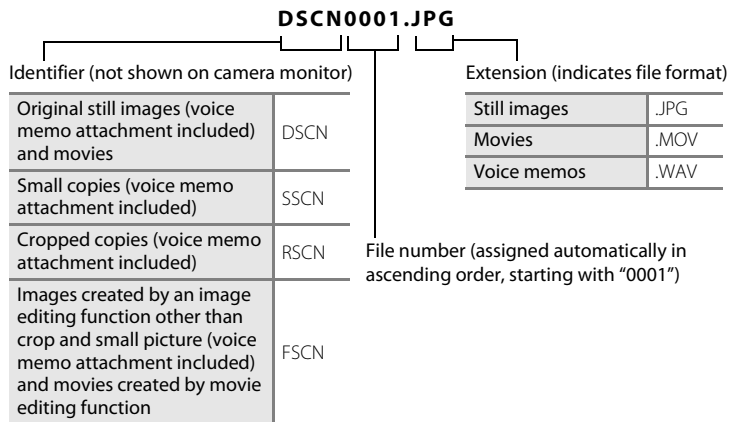 DSCN0001.JPG
Identifier (not shown on camera monitor)
Original still images (voice
memo attachment included)
and movies
DSCN
Small copies (voice memo
attachment included)
SSCN
Cropped copies (voice memo
attachment included)
RSCN
Images created by an image
editing function other than
crop and small picture (voice
memo attachment included)
and movies created by movie
editing function
FSCN
Extension (indicates file format)
Still images
.JPG
Movies
.MOV
Voice memos
.WAV
File number (assigned automatically in
ascending order, starting with “0001”)